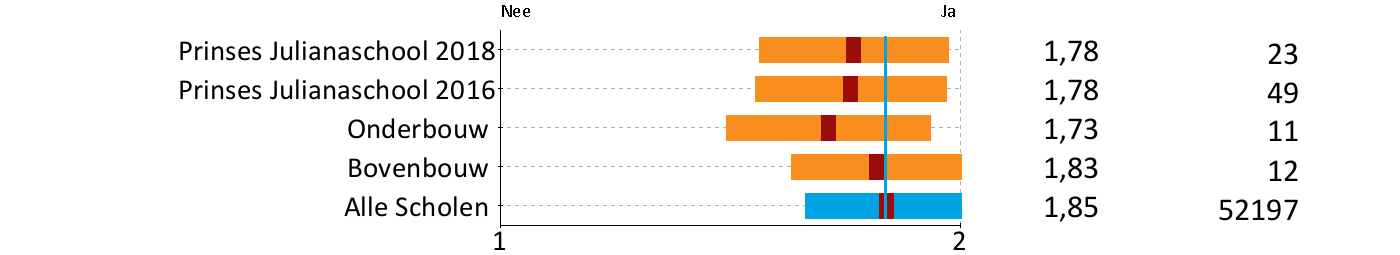 Nee Ja
Prinses Julianaschool 2018 1,78 23
Prinses Julianaschool 2016 1,78 49
Onderbouw 1,73 11
Bovenbouw 1,83 12
Alle Scholen 1,85 52197
1 2